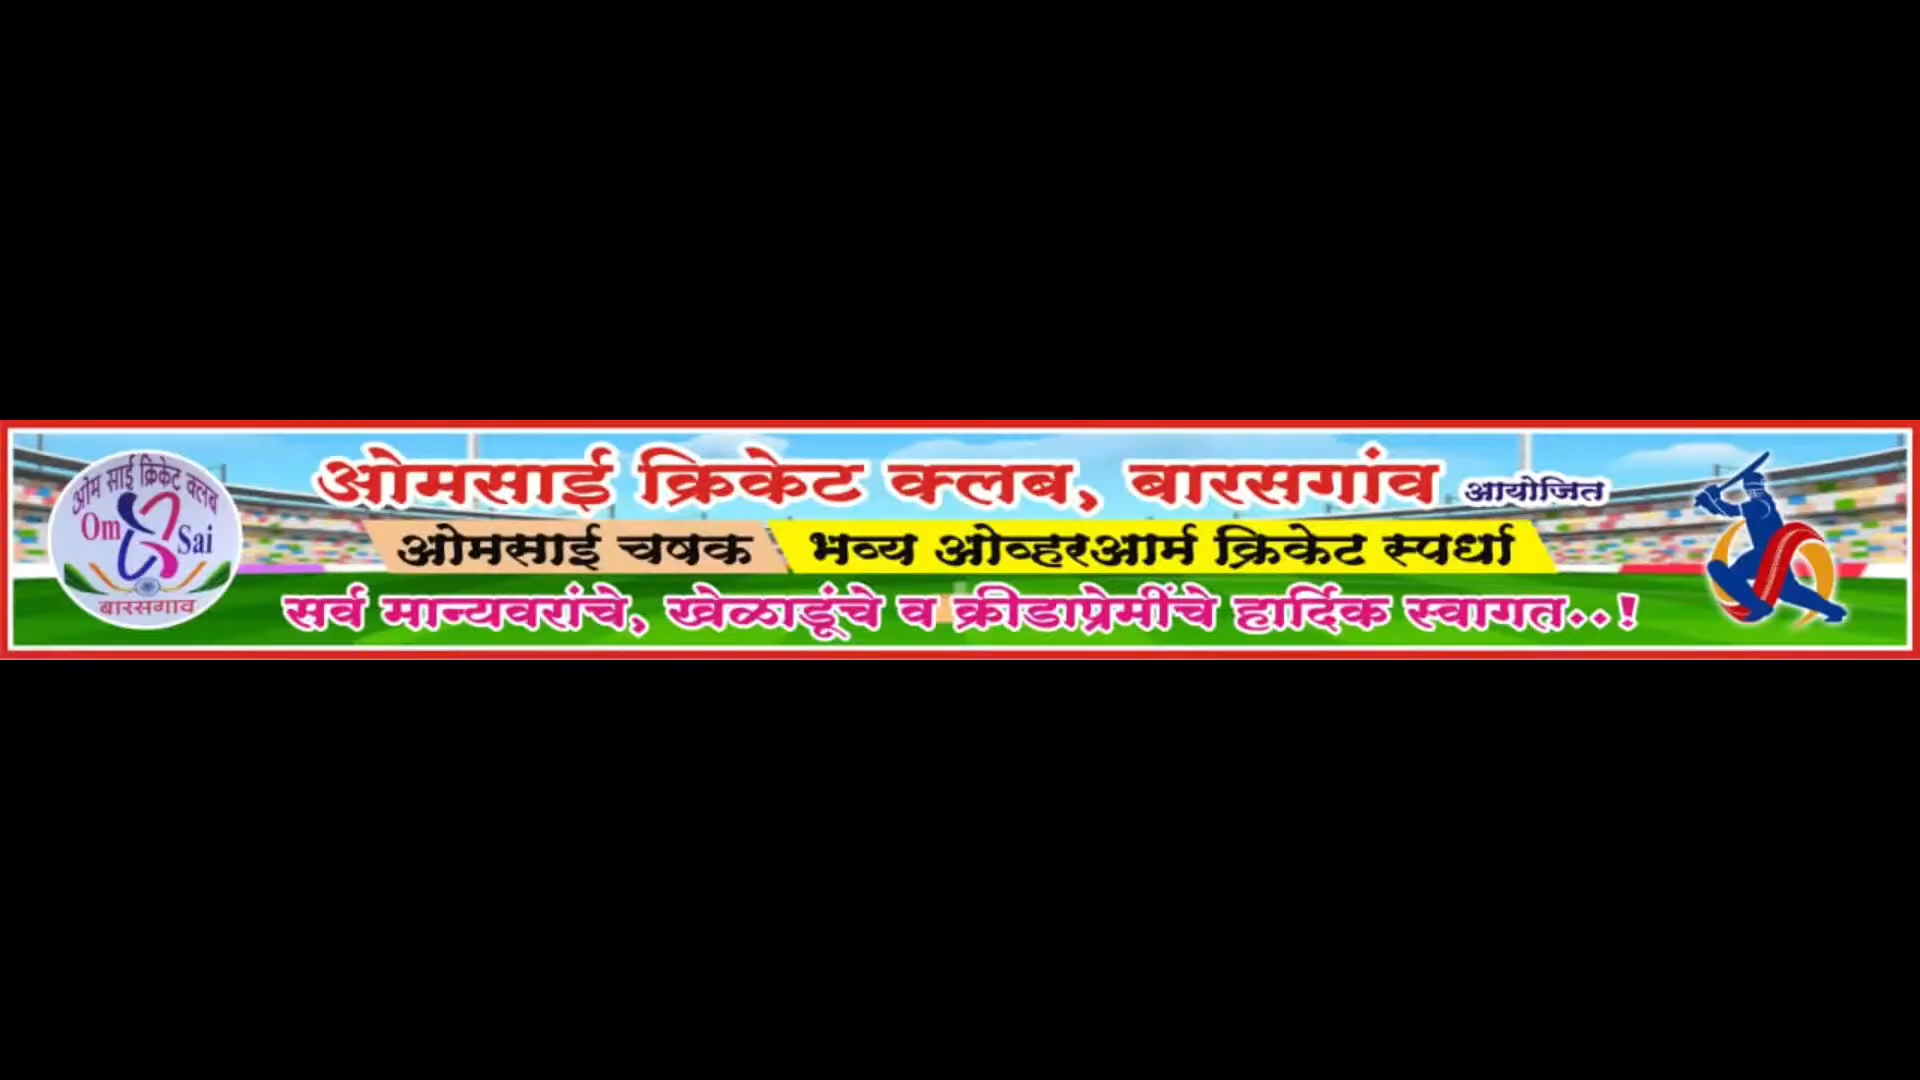 ओम साई क्रिकेट क्लब
Om Sai
बारसगाव
ओमसाई क्रिकेट क्लब, बारसगांव आयोजित
ओमसाई चषक भव्य ओव्हरआर्म क्रिकेट स्पर्धा
सर्व मान्यवरांचे, खेळाडूंचे व क्रीडाप्रेमींचे हार्दिक स्वागत..!